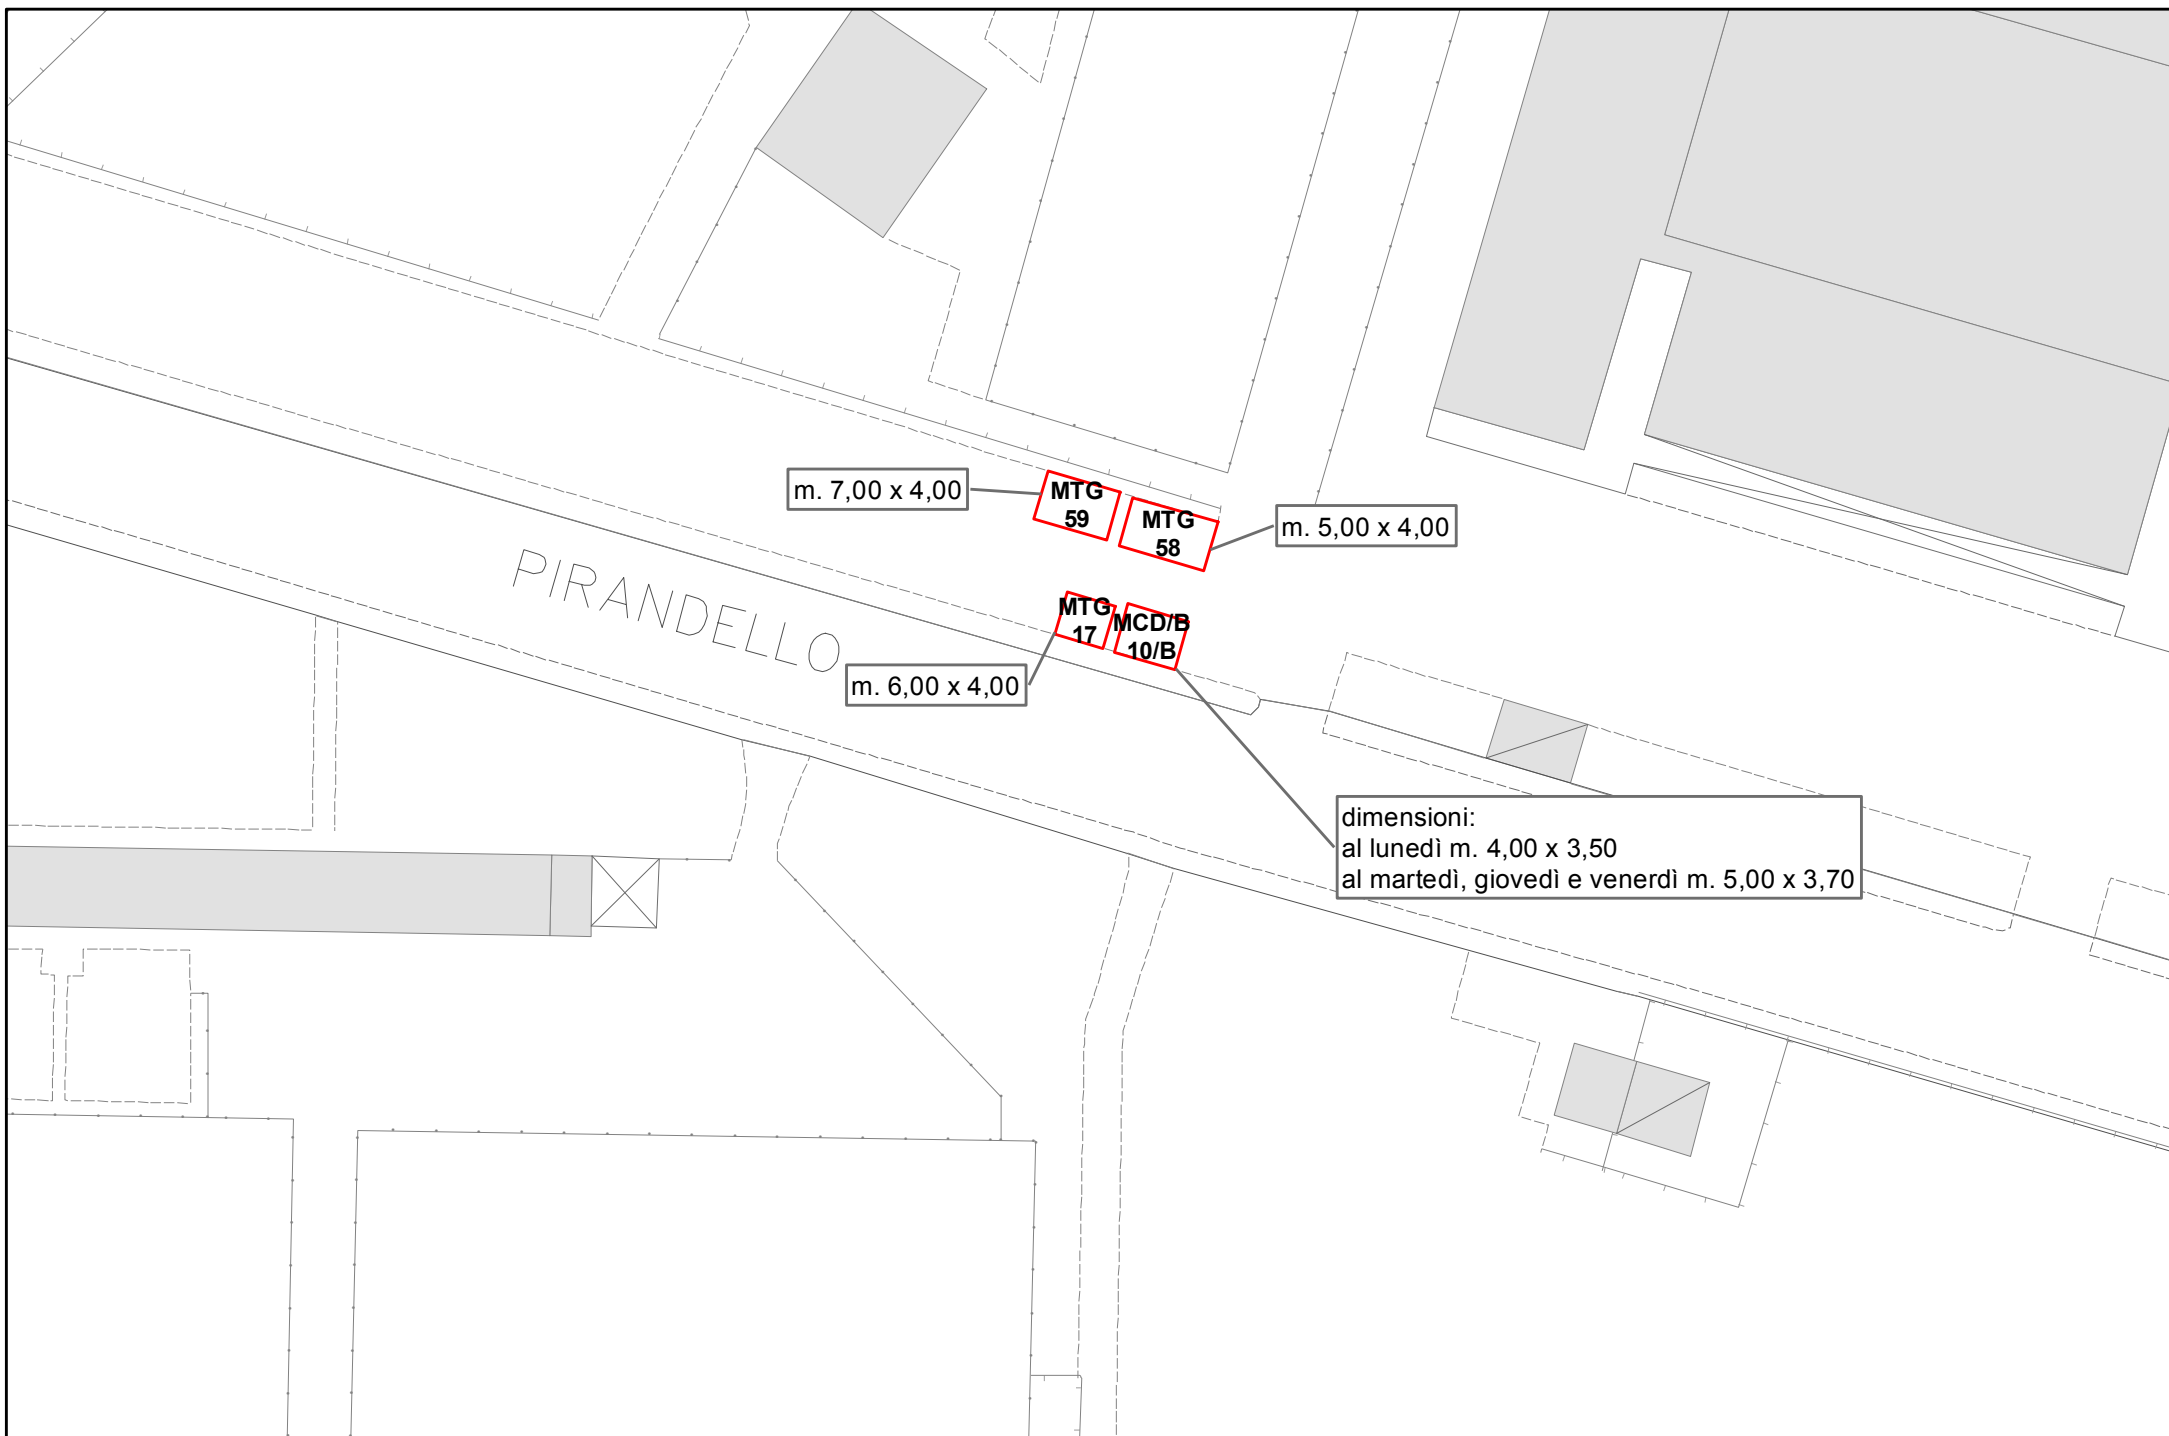 m. 7,00 x 4,00
MTG
59
MTG
58
m. 5,00 x 4,00
PIRANDELLO
MTG
17
MCD/B
10/B
m. 6,00 x 4,00
dimensioni:
al lunedì m. 4,00 x 3,50
al martedì, giovedì e venerdì m. 5,00 x 3,70